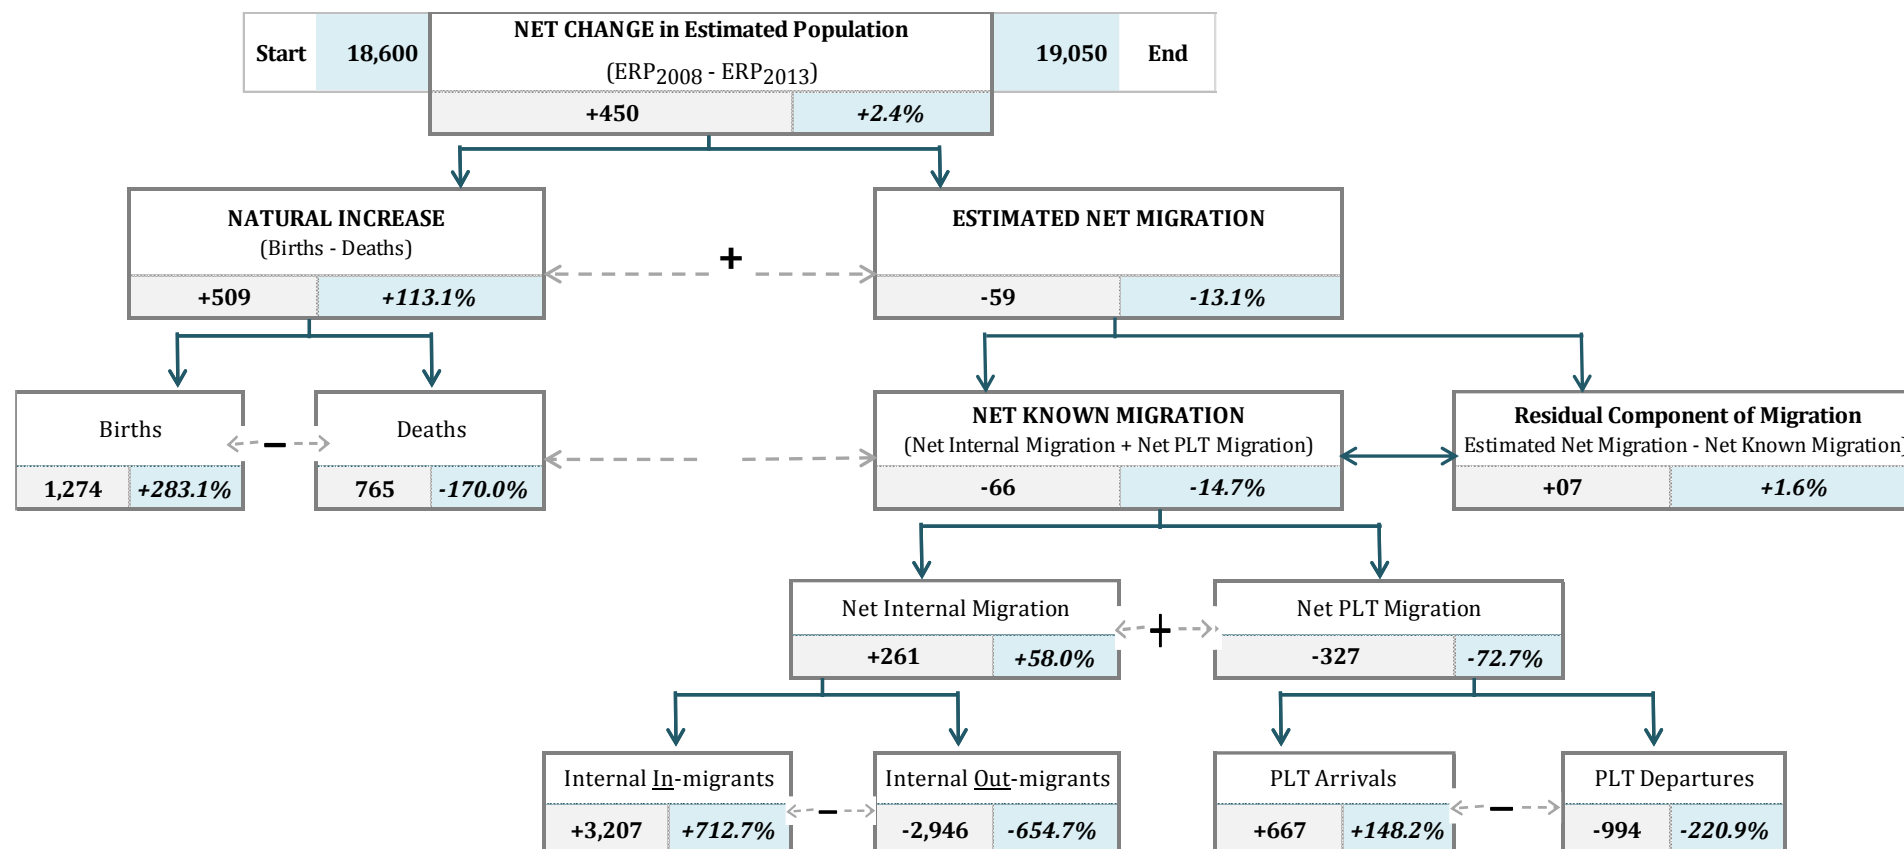 NET CHANGE in Estimated Population
Start 18,600 19,050 End
(ERP2008 - ERP2013)
+450 +2.4%
NATURAL INCREASE
(Births - Deaths)
ESTIMATED NET MIGRATION
+
+509 +113.1%
-59 -13.1%
Births
Deaths
NET KNOWN MIGRATION
(Net Internal Migration + Net PLT Migration)
Residual Component of Migration
Estimated Net Migration - Net Known Migration)
–
1,274 +283.1%
765 -170.0%
-66 -14.7%
+07 +1.6%
Net Internal Migration
Net PLT Migration
+
+261 +58.0%
-327 -72.7%
Internal In-migrants
Internal Out-migrants
PLT Arrivals
PLT Departures
–
–
+3,207 +712.7%
-2,946 -654.7%
+667 +148.2%
-994 -220.9%